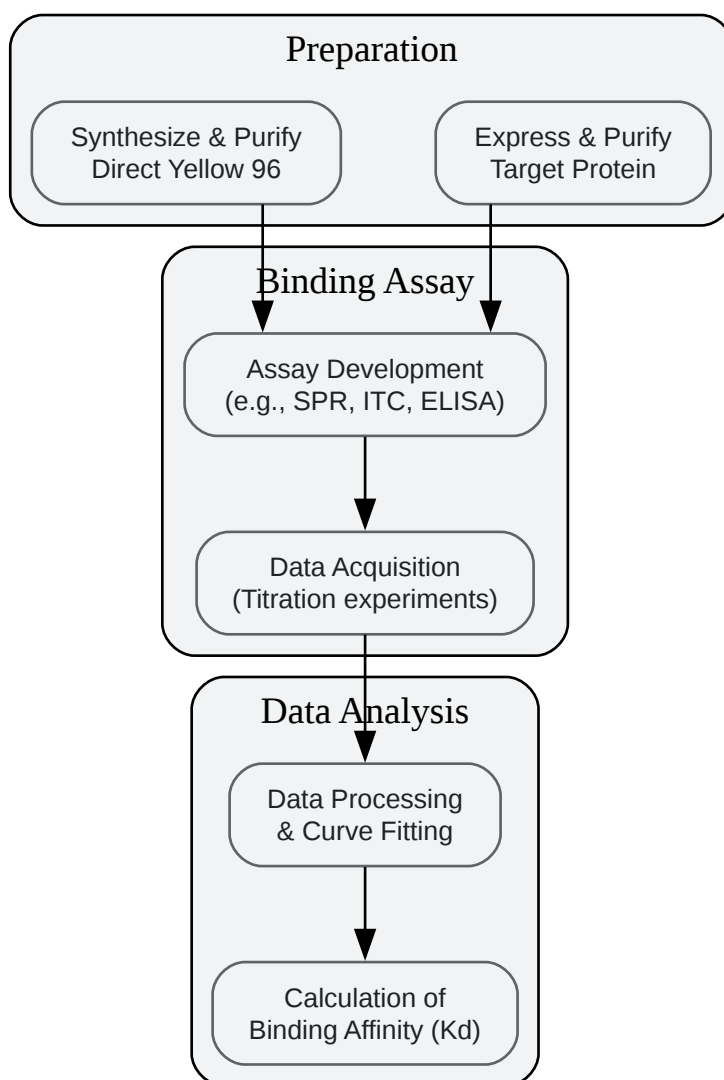 Preparation
Synthesize & Purify
Direct Yellow 96
Express & Purify
Target Protein
Binding Assay
Assay Development
(e.g., SPR, ITC, ELISA)
Data Acquisition
(Titration experiments)
Data Analysis
Data Processing
& Curve Fitting
Calculation of
Binding Affinity (Kd)